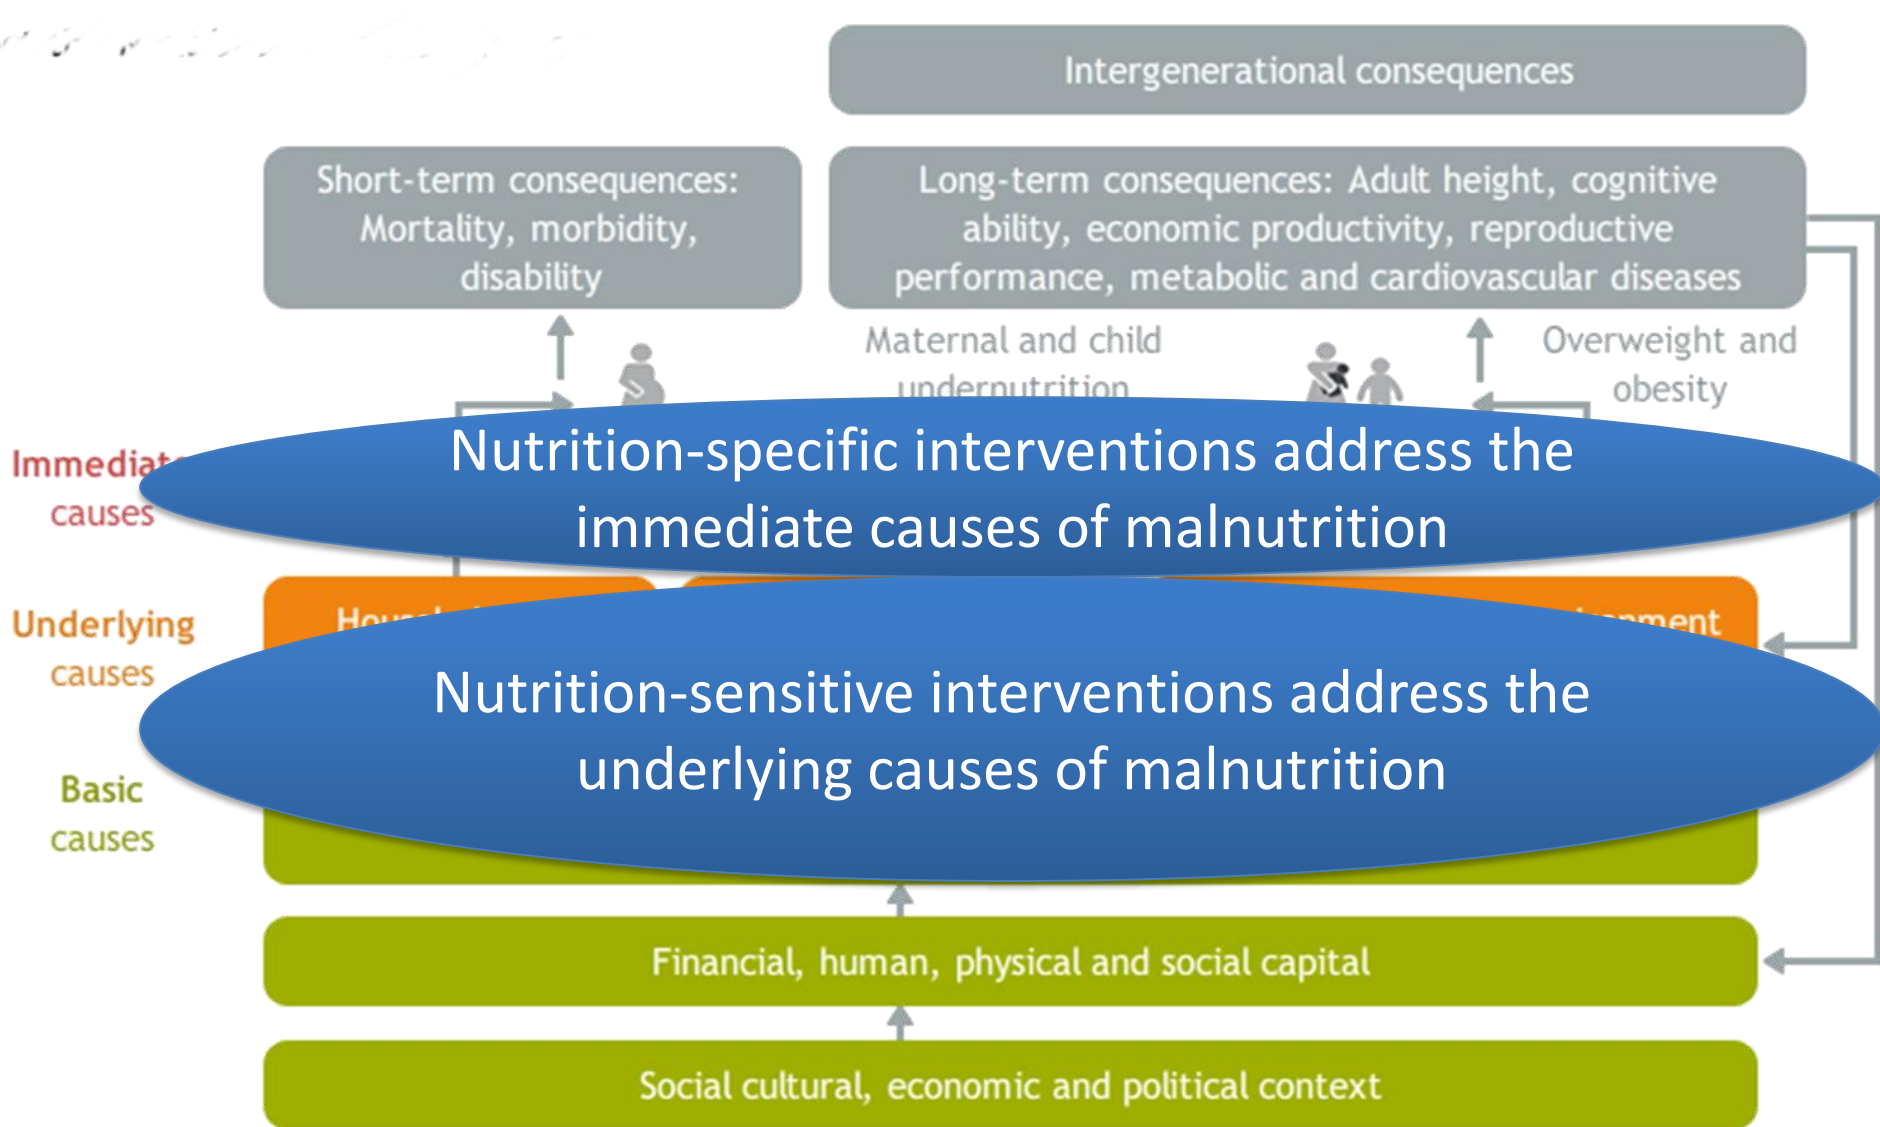 Intergenerational consequences
Short-term consequences:
Mortality, morbidity,
disability
Long-term consequences: Adult height, cognitive
ability, economic productivity, reproductive
performance, metabolic and cardiovascular diseases
Maternal and child
undernutrition
Overweight and
obesity
Immediate
causes
Nutrition-specific interventions address the
immediate causes of malnutrition
Underlying
causes
Nutrition-sensitive interventions address the
underlying causes of malnutrition
Basic
causes
Financial, human, physical and social capital
Social cultural, economic and political context